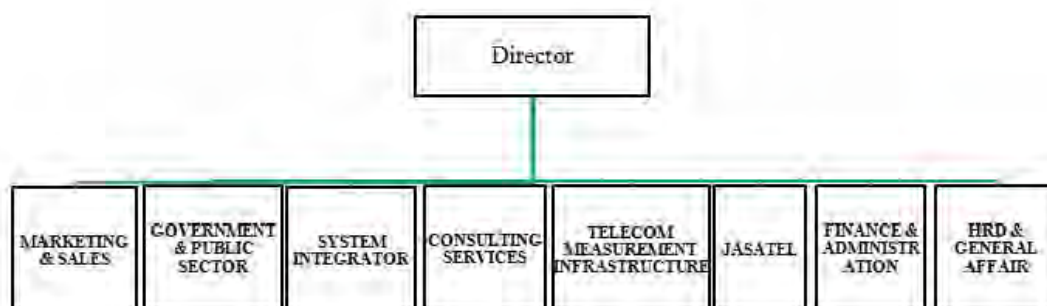 Director
MARKETING
& SALES
GOVERNMENT
& PUBLIC
SECTOR
SYSTEM
INTEGRATOR
CONSULTING
SERVICES
TELECOM
MEASUREMENT
INFRASTRUCTURE
JASATEL
FINANCE &
ADMINISTR
ATION
HRD &
GENERAL
AFFAIR